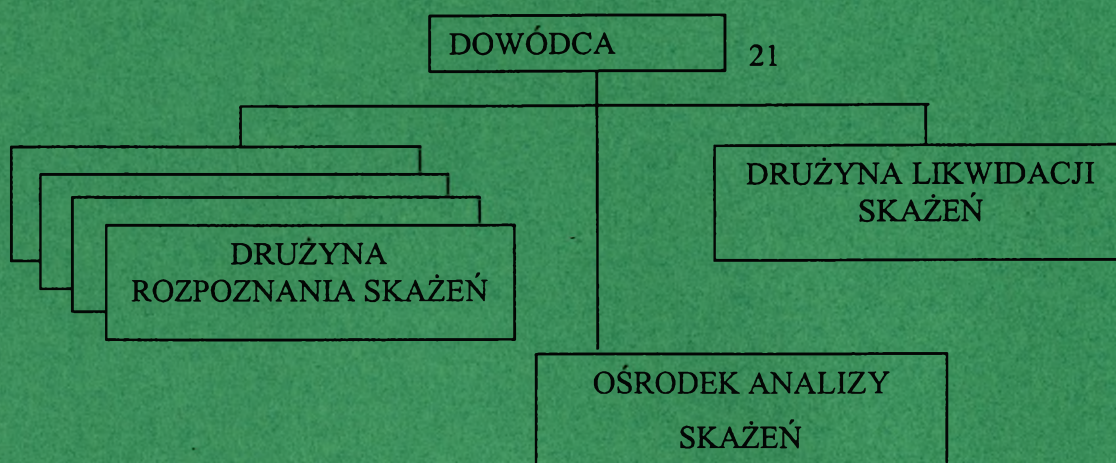 DOWÓDCA
21
DRUŻYNA LIKWIDACJI
SKAŻEŃ
DRUŻYNA
ROZPOZNANIA SKAŻEŃ
OŚRODEK ANALIZY
SKAŻEŃ